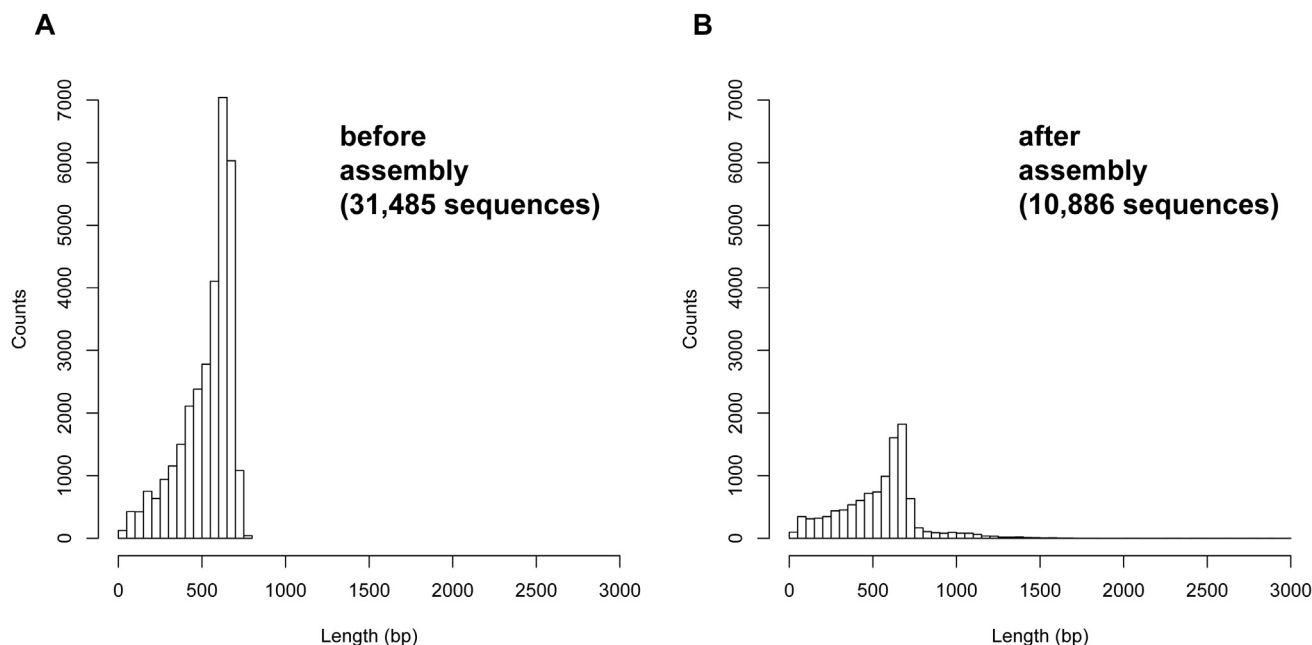 A
before
assembly
(31,485 sequences)
Counts
7000
6000
5000
4000
3000
2000
1000
0
0 500 1000 1500 2000 2500 3000
Length (bp)
B
after
assembly
(10,886 sequences)
Counts
7000
6000
5000
4000
3000
2000
1000
0
0 500 1000 1500 2000 2500 3000
Length (bp)